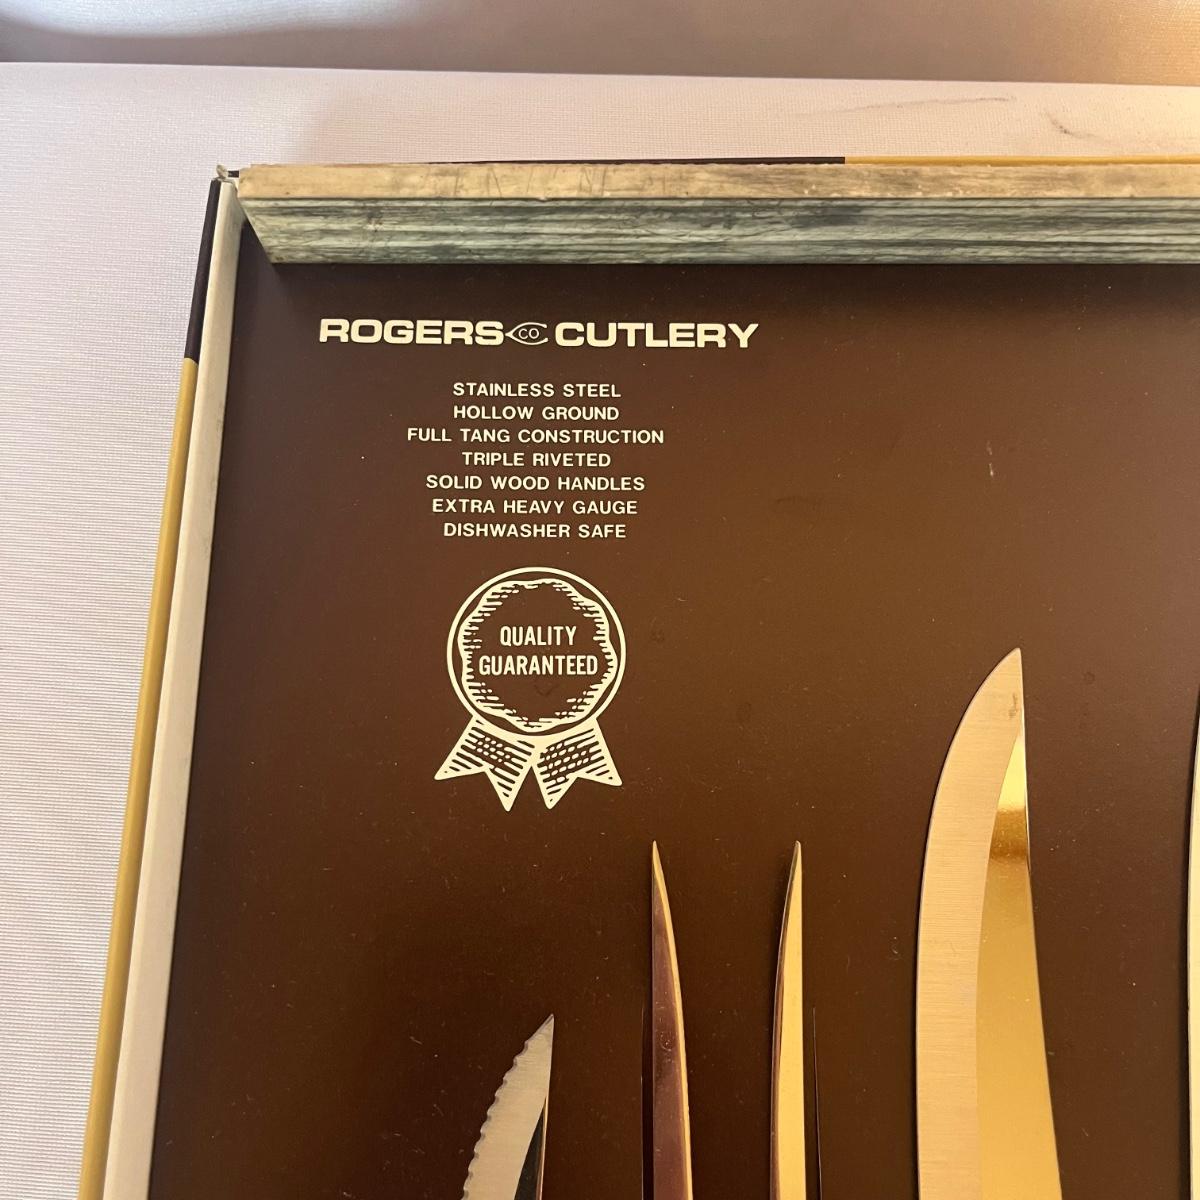 ROGERS CO CUTLERY
STAINLESS STEEL
HOLLOW GROUND
FULL TANG CONSTRUCTION
TRIPLE RIVETED
SOLID WOOD HANDLES
EXTRA HEAVY GAUGE
DISHWASHER SAFE
QUALITY
GUARANTEED